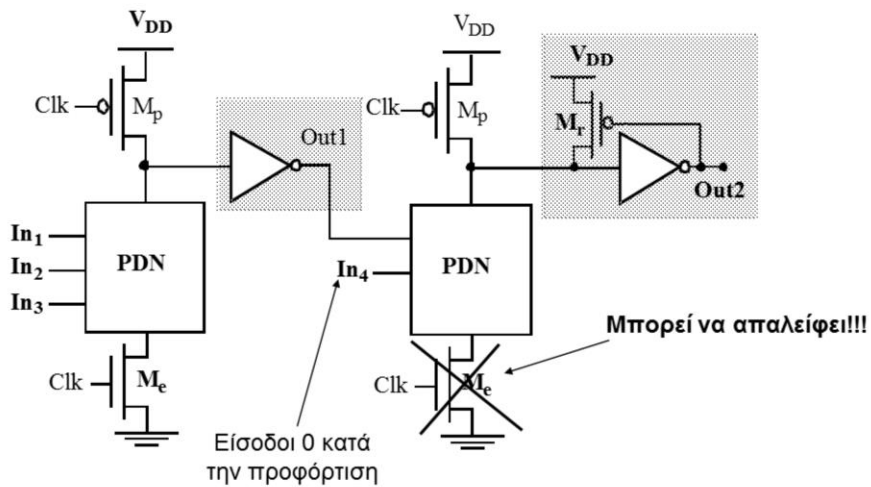 VDD
VDD
VDD
Clk
Mp
Out1
Clk
Mp
Mr
Out2
In1
In2
In3
PDN
In4
PDN
Μπορεί να απαλείφει!!!
Clk
Me
Clk
Me
Είσοδοι 0 κατά
την προφόρτιση